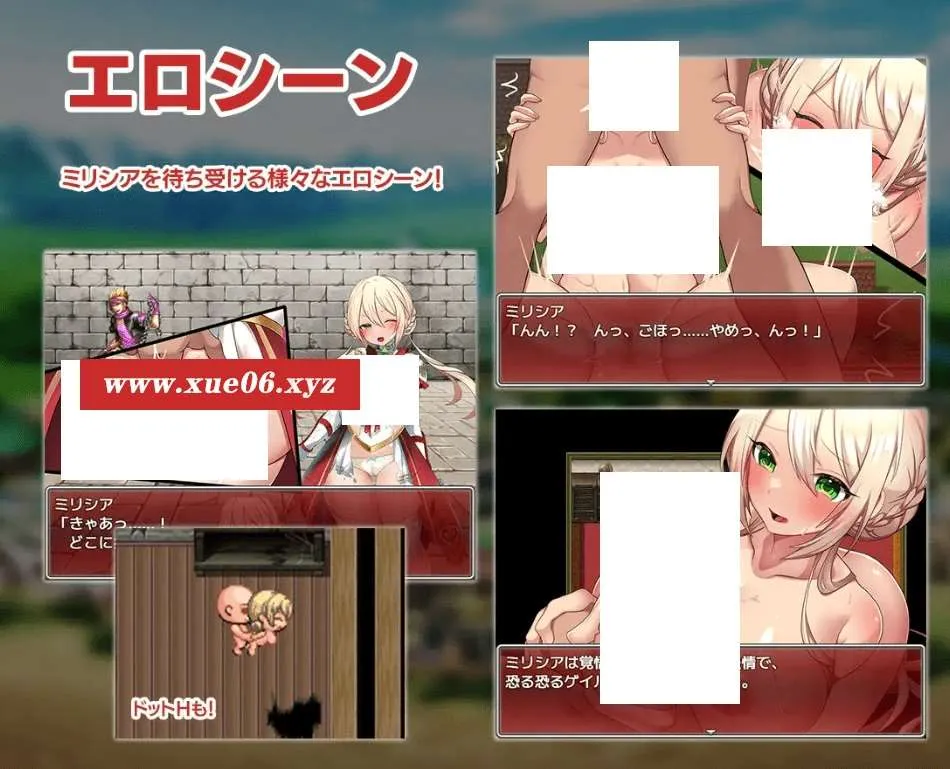 エロシーン
ミリシアを待ち受ける様々なエロシーン!
ミリシア
「んん!? んっ、ごほっ……やめっ、んっ!」
www.xue06.xyz
ミリシア
「きゃあっ……!
どこに
ミリシアは覚
情で、
恐る恐るゲイ
。
ドットHも!